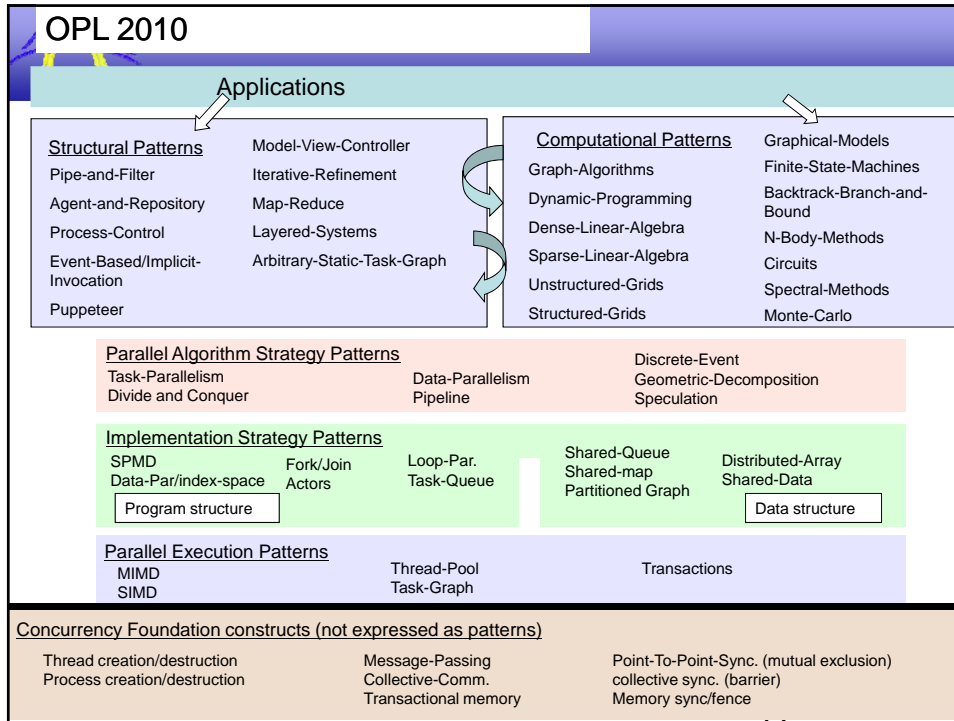 OPL 2010
Applications
Structural Patterns
Pipe-and-Filter
Agent-and-Repository
Process-Control
Event-Based/Implicit-
Invocation
Puppeteer
Model-View-Controller
Iterative-Refinement
Map-Reduce
Layered-Systems
Arbitrary-Static-Task-Graph
Computational Patterns
Graph-Algorithms
Dynamic-Programming
Dense-Linear-Algebra
Sparse-Linear-Algebra
Unstructured-Grids
Structured-Grids
Graphical-Models
Finite-State-Machines
Backtrack-Branch-and-
Bound
N-Body-Methods
Circuits
Spectral-Methods
Monte-Carlo
Parallel Algorithm Strategy Patterns
Task-Parallelism
Divide and Conquer
Data-Parallelism
Pipeline
Discrete-Event
Geometric-Decomposition
Speculation
Implementation Strategy Patterns
SPMD
Data-Par/index-space
Fork/Join
Actors
Loop-Par.
Task-Queue
Shared-Queue
Shared-map
Partitioned Graph
Distributed-Array
Shared-Data
Program structure
Data structure
Parallel Execution Patterns
MIMD
SIMD
Thread-Pool
Task-Graph
Transactions
Concurrency Foundation constructs (not expressed as patterns)
Thread creation/destruction
Process creation/destruction
Message-Passing
Collective-Comm.
Transactional memory
Point-To-Point-Sync. (mutual exclusion)
collective sync. (barrier)
Memory sync/fence